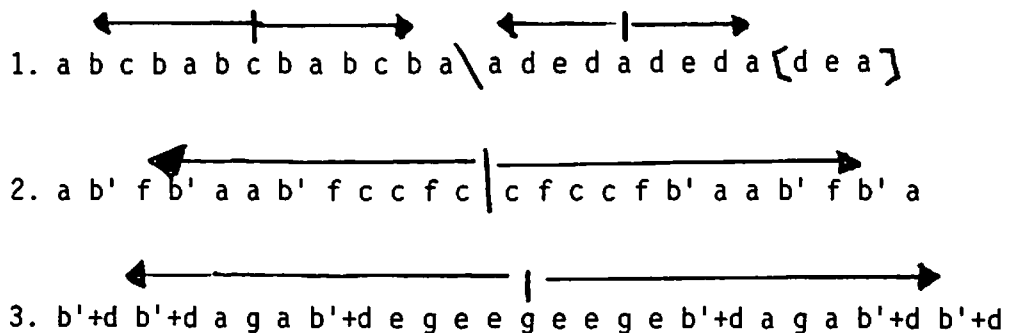 1. a b c b a b c b a b c b a \ a d e d a d e d a [d e a]
2. a b' f b' a a b' f c c f c | c f c c f b' a a b' f b' a
3. b'+d b'+d a g a b'+d e g e e g e e g e b'+d a g a b'+d b'+d